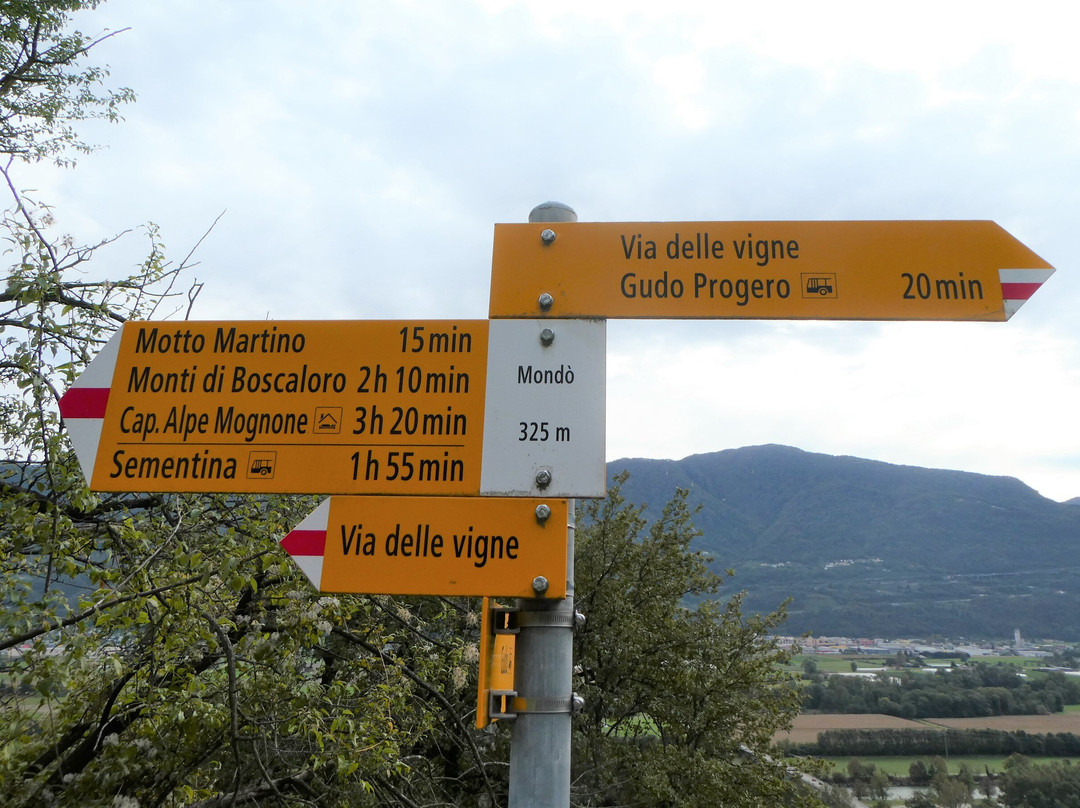 Via delle vigne
Gudo Progero 20 min
Motto Martino 15 min
Monti di Boscaloro 2h 10 min
Cap. Alpe Mognone 3h 20 min
Sementina 1h 55 min
Mondò
325 m
Via delle vigne